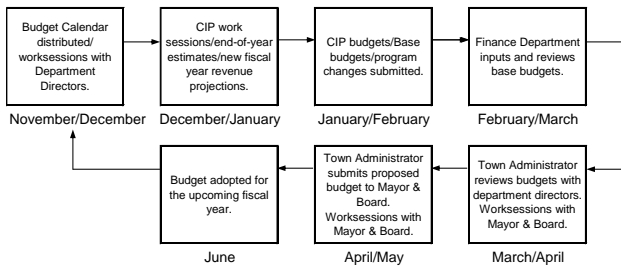 Budget Calendar
distributed/
worksessions with
Department
Directors.
November/December
CIP work
sessions/end-of-year
estimates/new fiscal
year revenue
projections.
December/January
CIP budgets/Base
budgets/program
changes submitted.
January/February
Finance Department
inputs and reviews
base budgets.
February/March
Town Administrator
reviews budgets with
department directors.
Worksessions with
Mayor & Board.
March/April
Town Administrator
submits proposed
budget to Mayor &
Board.
Worksessions with
Mayor & Board.
April/May
Budget adopted for
the upcoming fiscal
year.
June